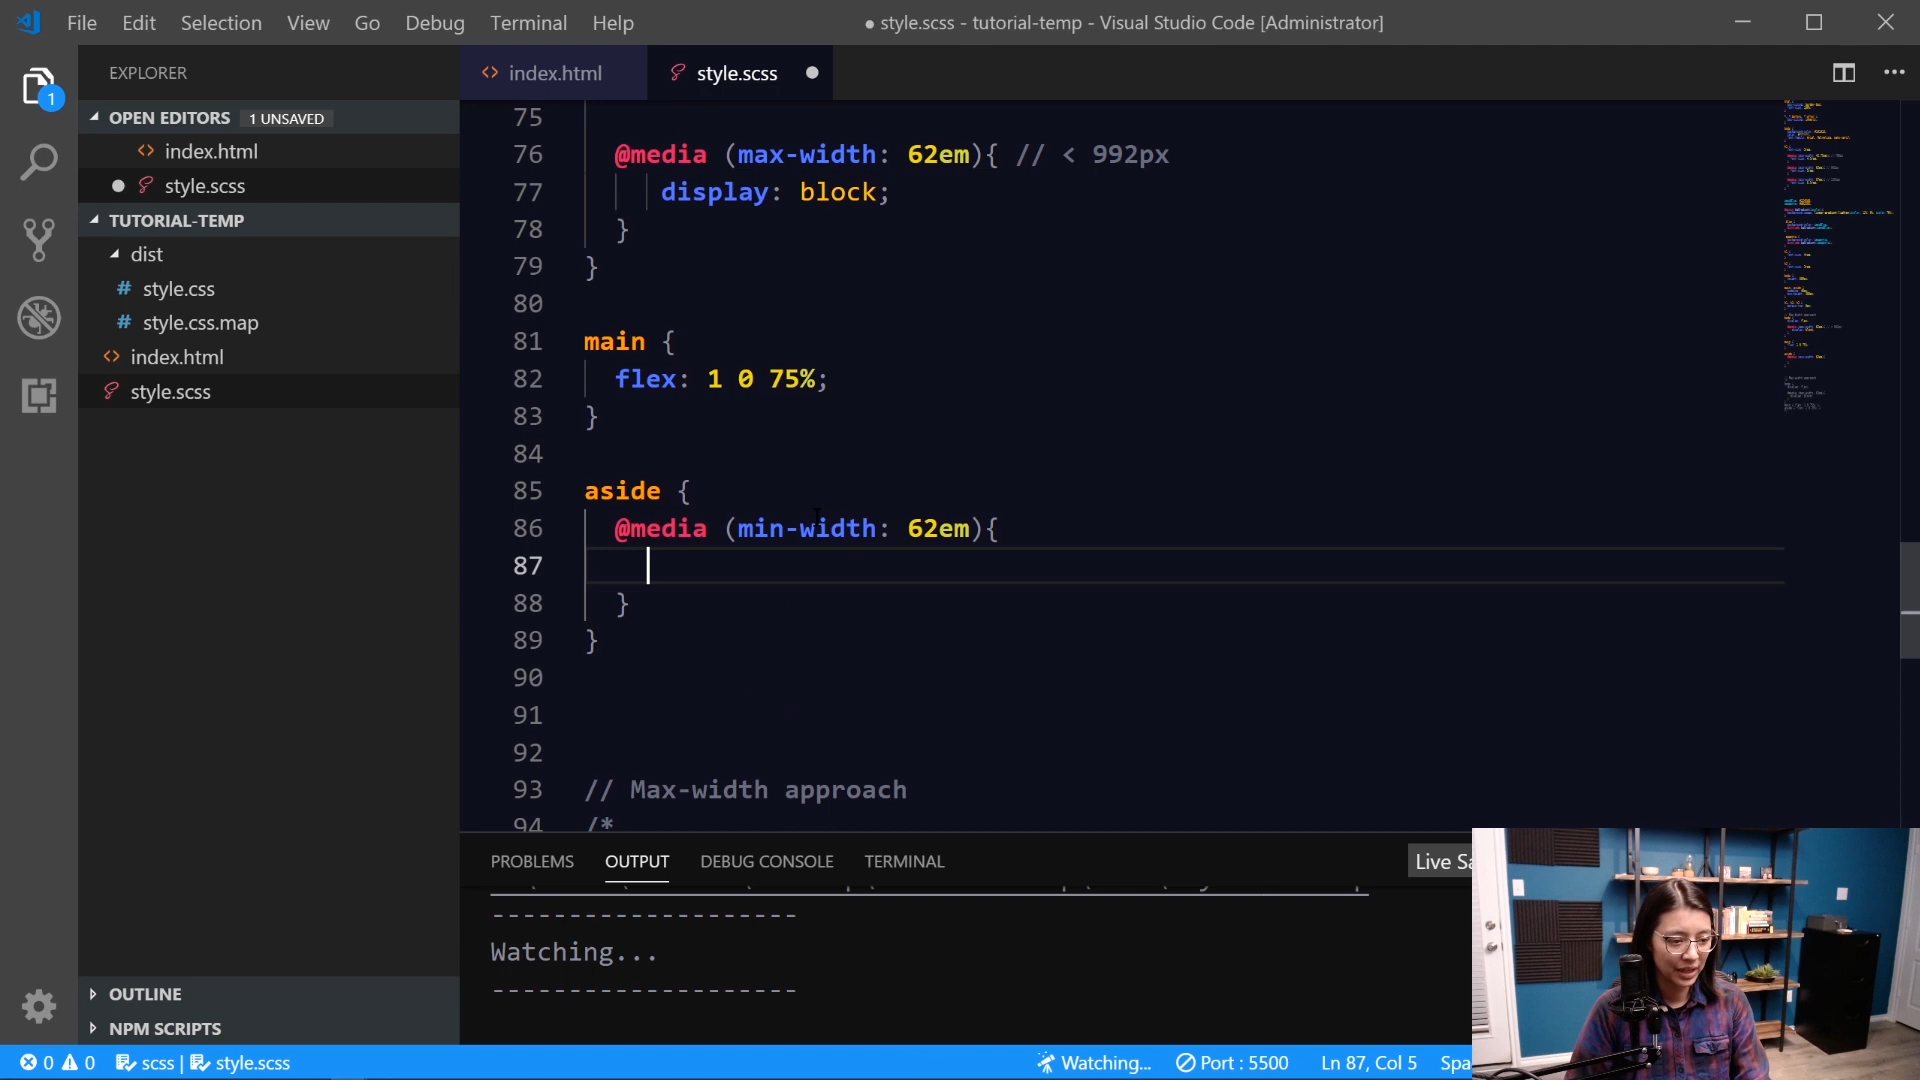 File Edit Selection View Go Debug Terminal Help
● style.scss - tutorial-temp - Visual Studio Code [Administrator]
EXPLORER
index.html
style.scss
OPEN EDITORS 1 UNSAVED
index.html
style.scss
TUTORIAL-TEMP
dist
# style.css
# style.css.map
index.html
style.scss
1
75
76 @media (max-width: 62em){ // < 992px
77 display: block;
78 }
79 }
80
81 main {
82 flex: 1 0 75%;
83 }
84
85 aside {
86 @media (min-width: 62em){
87
88 }
89 }
90
91
92
93 // Max-width approach
94 /*
PROBLEMS OUTPUT DEBUG CONSOLE TERMINAL
Live Sa
--------------------
Watching...
--------------------
OUTLINE
NPM SCRIPTS
0 0 scss | style.scss
Watching... Port : 5500 Ln 87, Col 5 Spa